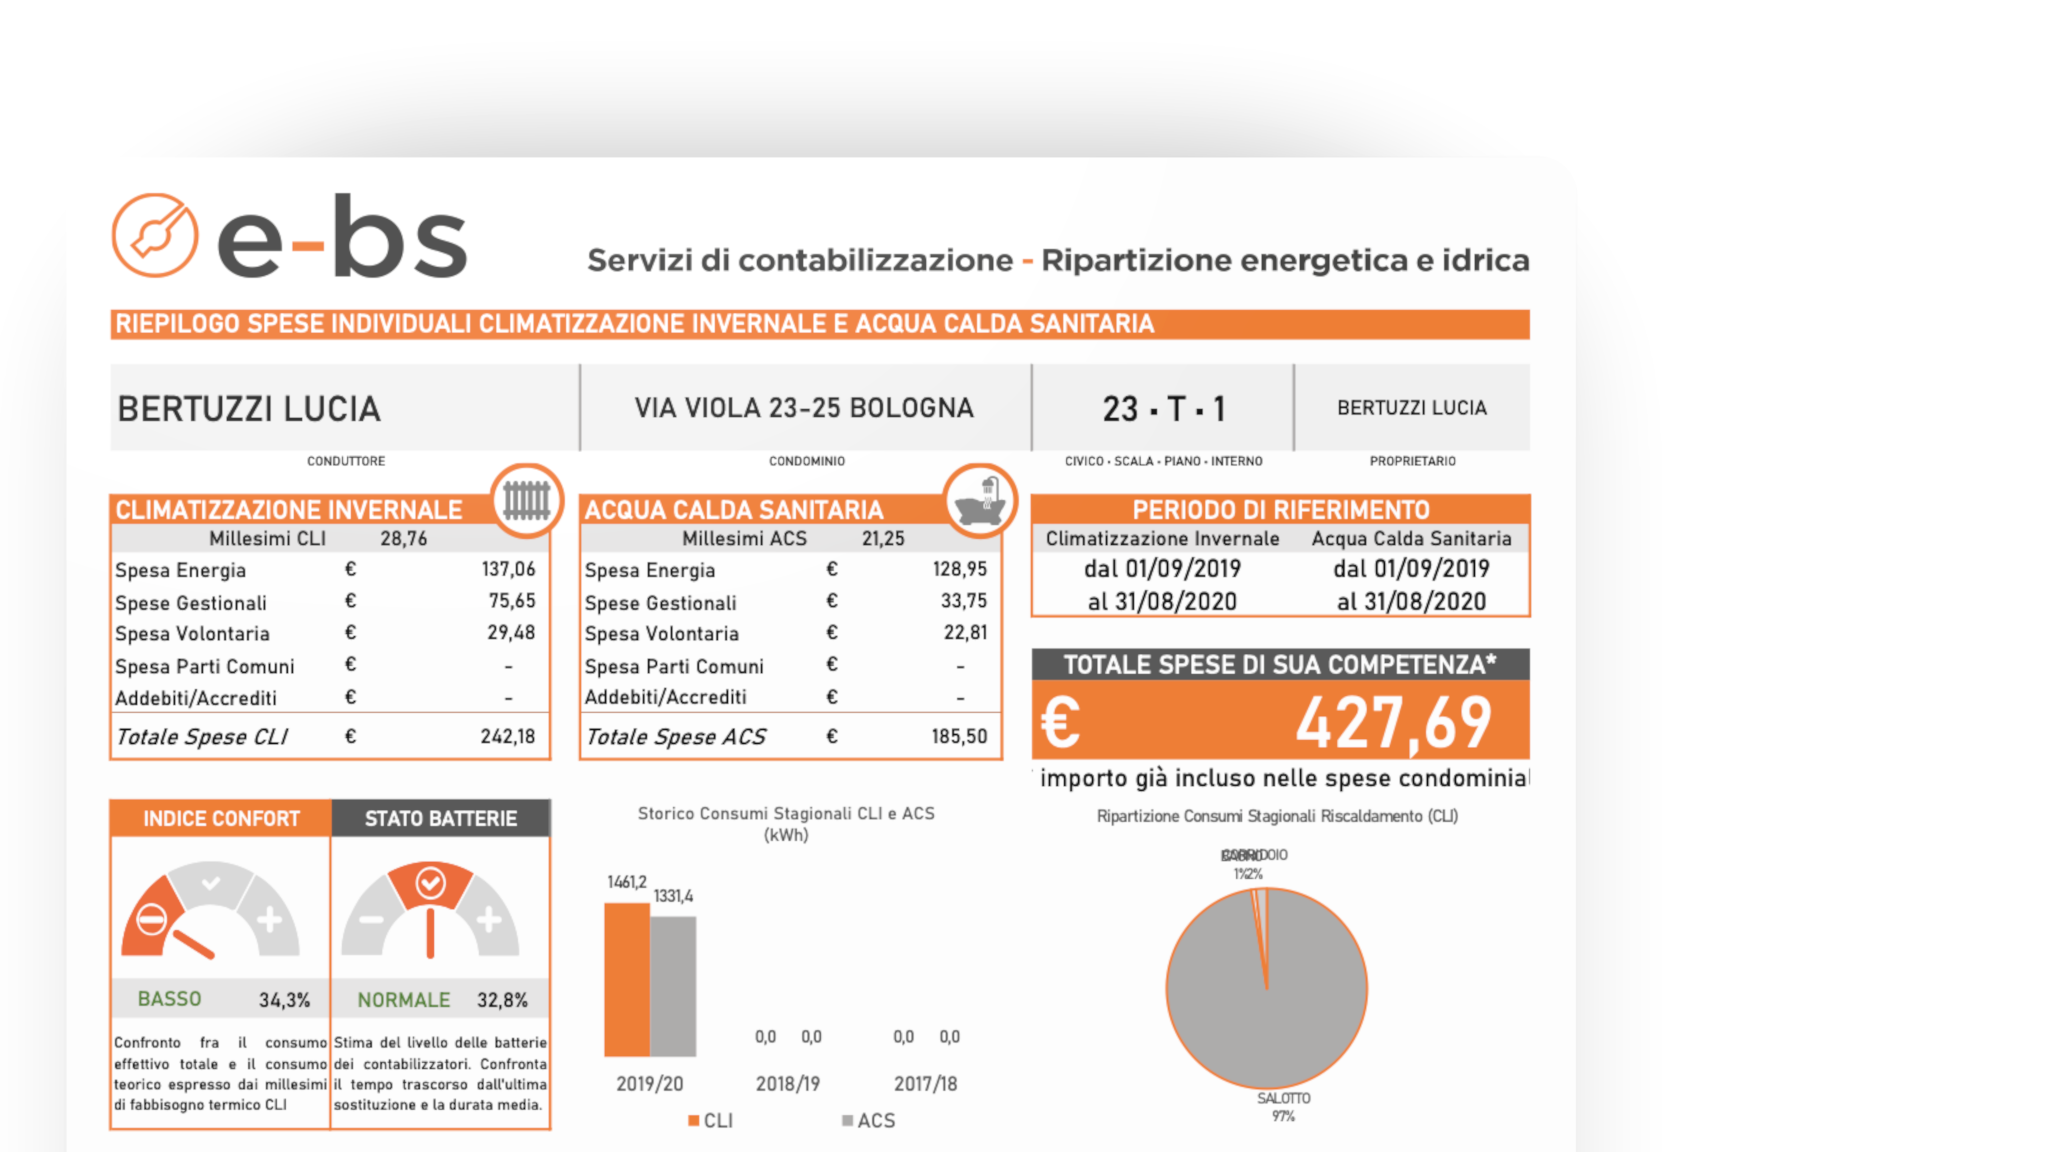 e-bs
Servizi di contabilizzazione - Ripartizione energetica e idrica
RIEPILOGO SPESE INDIVIDUALI CLIMATIZZAZIONE INVERNALE E ACQUA CALDA SANITARIA
BERTUZZI LUCIA
VIA VIOLA 23-25 BOLOGNA
23 · T · 1
BERTUZZI LUCIA
CONDUTTORE
CONDOMINIO
CIVICO · SCALA · PIANO · INTERNO
PROPRIETARIO
CLIMATIZZAZIONE INVERNALE
Millesimi CLI 28,76
Spesa Energia € 137,06
Spese Gestionali € 75,65
Spesa Volontaria € 29,48
Spesa Parti Comuni € -
Addebiti/Accrediti € -
Totale Spese CLI € 242,18
ACQUA CALDA SANITARIA
Millesimi ACS 21,25
Spesa Energia € 128,95
Spese Gestionali € 33,75
Spesa Volontaria € 22,81
Spesa Parti Comuni € -
Addebiti/Accrediti € -
Totale Spese ACS € 185,50
PERIODO DI RIFERIMENTO
Climatizzazione Invernale Acqua Calda Sanitaria
dal 01/09/2019 dal 01/09/2019
al 31/08/2020 al 31/08/2020
TOTALE SPESE DI SUA COMPETENZA*
€ 427,69
importo già incluso nelle spese
INDICE CONFORT
BASSO 34,3%
Confronto fra il consumo
effettivo totale e il consumo
teorico espresso dai millesimi
di fabbisogno termico CLI
STATO BATTERIE
NORMALE 32,8%
Stima del livello delle batterie
dei contabilizzatori. Confronta
il tempo trascorso dall'ultima
sostituzione e la durata media.
Storico Consumi Stagionali CLI e ACS
(kWh)
1461,2
1331,4
0,0 0,0 0,0 0,0
2019/20 2018/19 2017/18
CLI ACS
Ripartizione Consumi Stagionali Riscaldamento (CLI)
CORRIDOIO
1% 2%
SALOTTO
97%